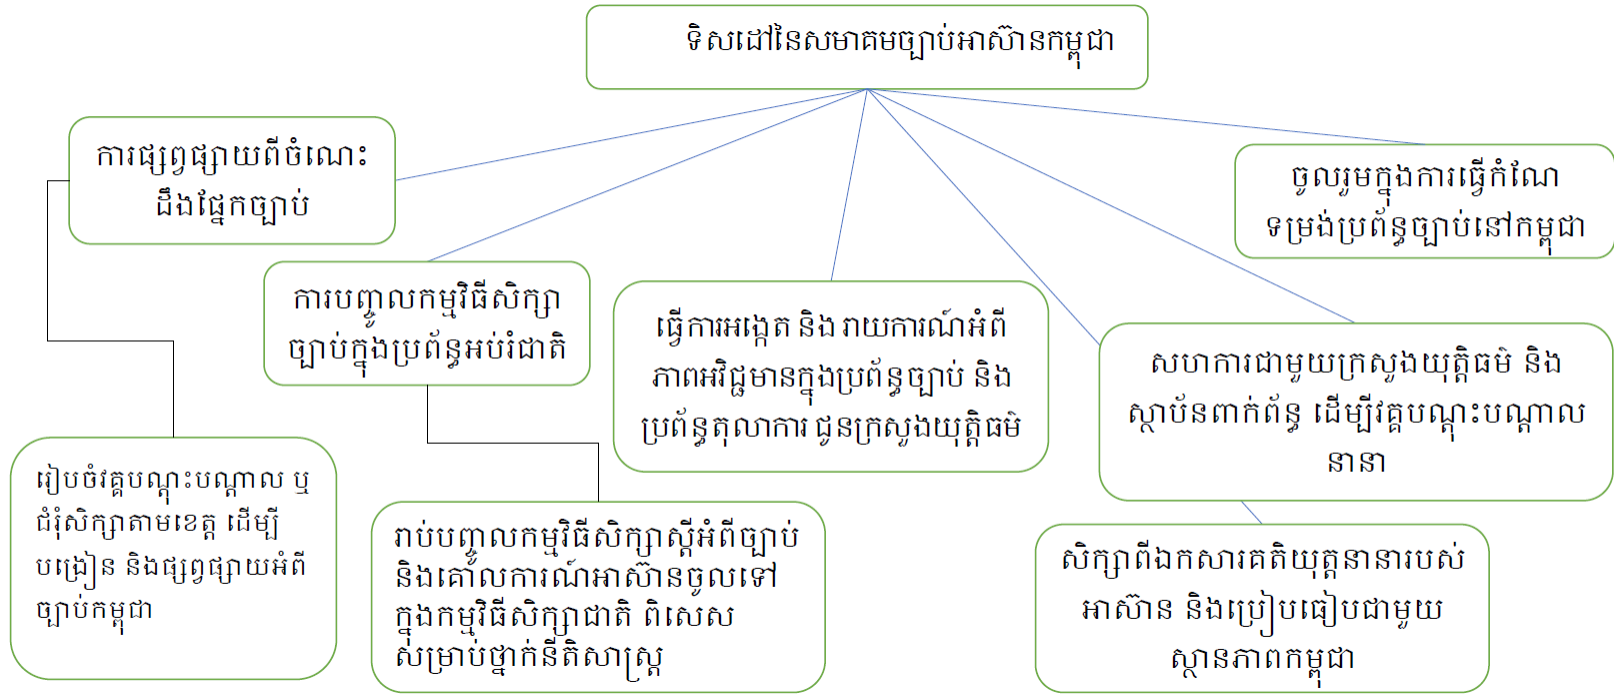 ទិសដៅនៃសមាគមច្បាប់អាស៊ានកម្ពុជា
ការផ្សព្វផ្សាយពីចំណេះ
ដឹងផ្នែកច្បាប់
ចូលរួមក្នុងការធ្វើកំណែ
ទម្រង់ប្រព័ន្ធច្បាប់នៅកម្ពុជា
ការបញ្ចូលកម្មវិធីសិក្សា
ច្បាប់ក្នុងប្រព័ន្ធអប់រំជាតិ
ធ្វើការអង្កេត និង រាយការណ៍អំពី
ភាពអវិជ្ជមានក្នុងប្រព័ន្ធច្បាប់ និង
ប្រព័ន្ធតុលាការ ជូនក្រសួងយុត្តិធម៌
សហការជាមួយក្រសួងយុត្តិធម៌ និង
ស្ថាប័នពាក់ព័ន្ធ ដើម្បីវគ្គបណ្តុះបណ្តាល
នានា
រៀបចំវគ្គបណ្តុះបណ្តាល ឬ
ជំរុំសិក្សាតាមខេត្ត ដើម្បី
បង្រៀន និងផ្សព្វផ្សាយអំពី
ច្បាប់កម្ពុជា
រាប់បញ្ចូលកម្មវិធីសិក្សាស្តីអំពីច្បាប់
និងគោលការណ៍អាស៊ានចូលទៅ
ក្នុងកម្មវិធីសិក្សាជាតិ ពិសេស
សម្រាប់ថ្នាក់នីតិសាស្ត្រ
សិក្សាពីឯកសារគតិយុត្តនានារបស់
អាស៊ាន និងប្រៀបធៀបជាមួយ
ស្ថានភាពកម្ពុជា